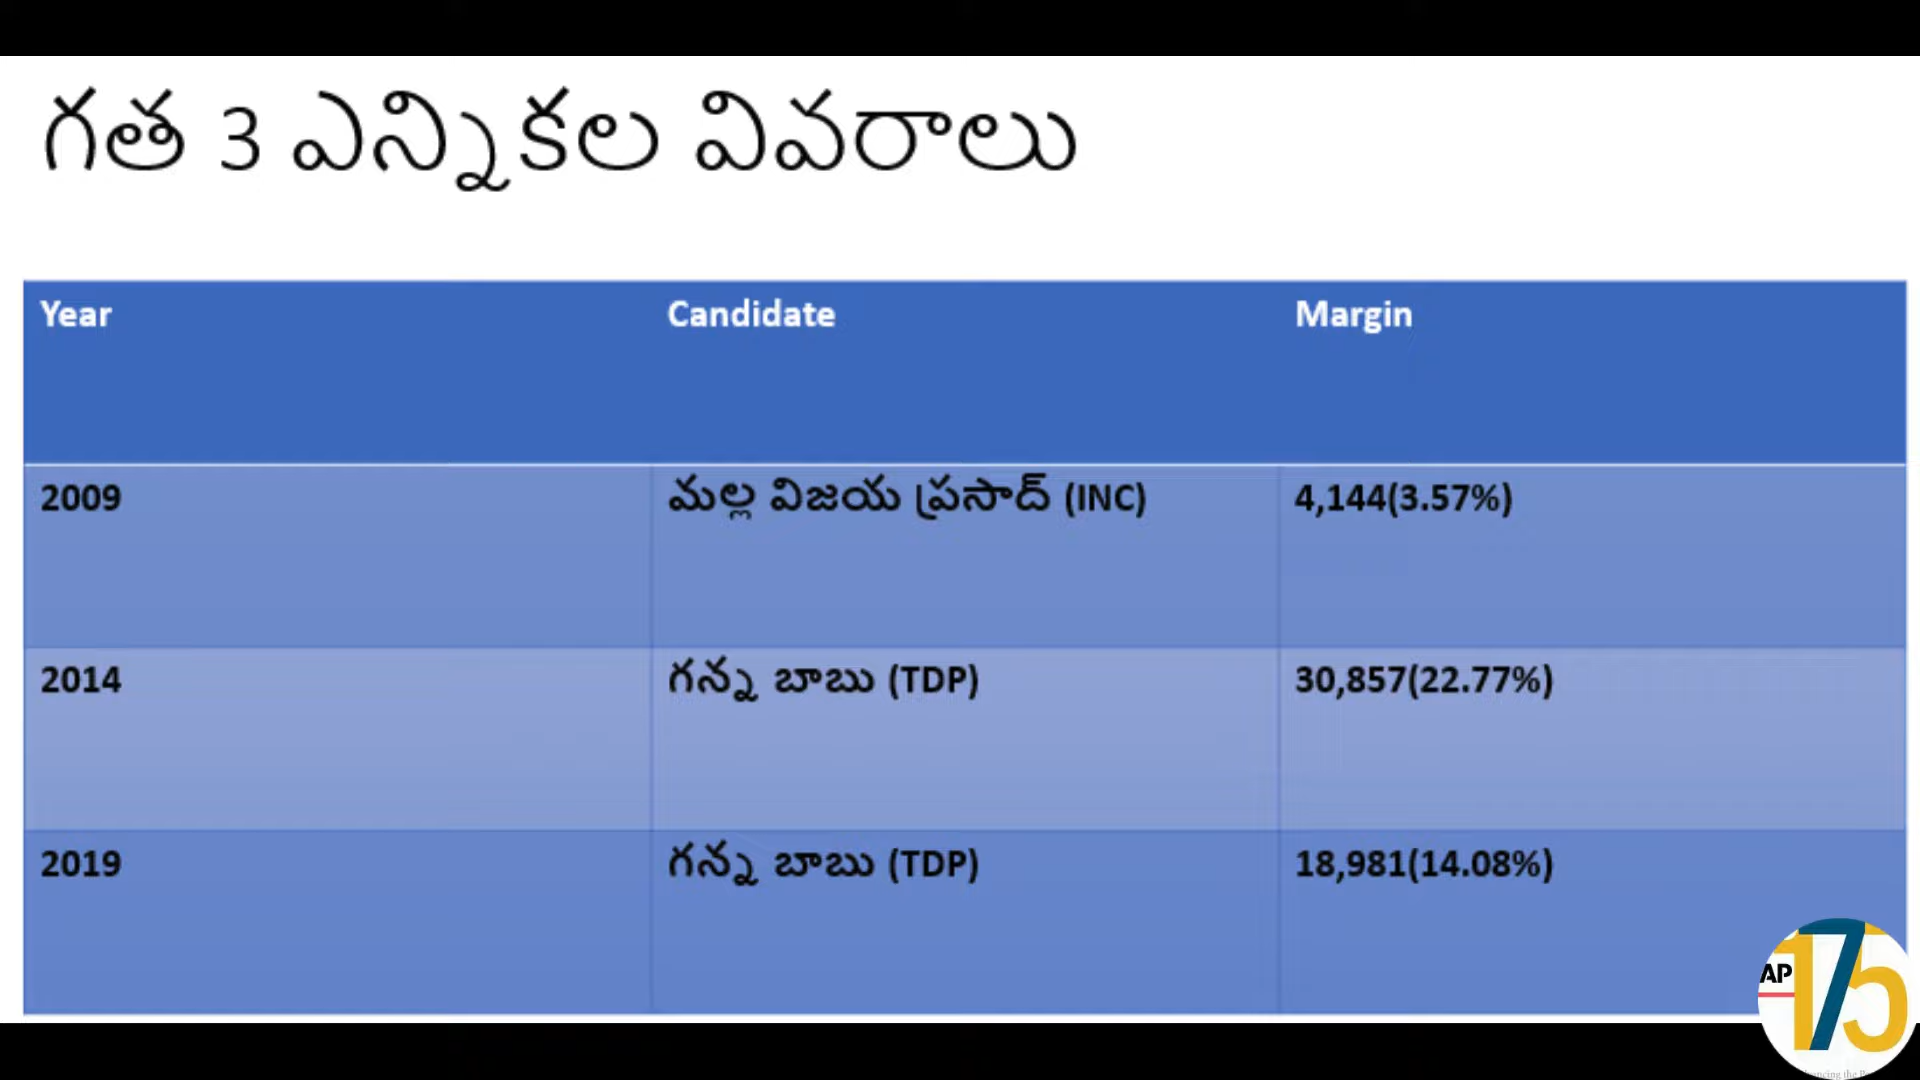 గత 3 ఎన్నికల వివరాలు
Year Candidate Margin
2009 మల్ల విజయ ప్రసాద్ (INC) 4,144(3.57%)
2014 గన్న బాబు (TDP) 30,857(22.77%)
2019 గన్న బాబు (TDP) 18,981(14.08%)
AP
175